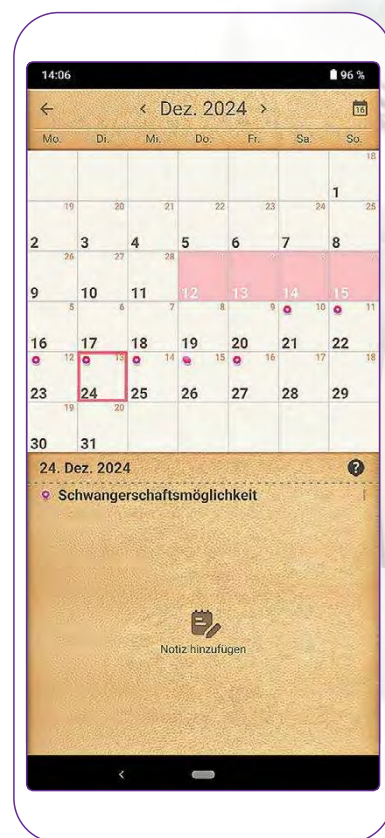 14:06 96 %
< Dez. 2024 > 16
Mo. Di. Mi. Do. Fr. Sa. So.
18
1
19 20 21 22 23 24 25
2 3 4 5 6 7 8
26 27 28
9 10 11 12 13 14 15
5 6 7 8 9 10 11
16 17 18 19 20 21 22
12 13 14 15 16 17 18
23 24 25 26 27 28 29
19 20
30 31
24. Dez. 2024 ?
Schwangerschaftsmöglichkeit
Notiz hinzufügen